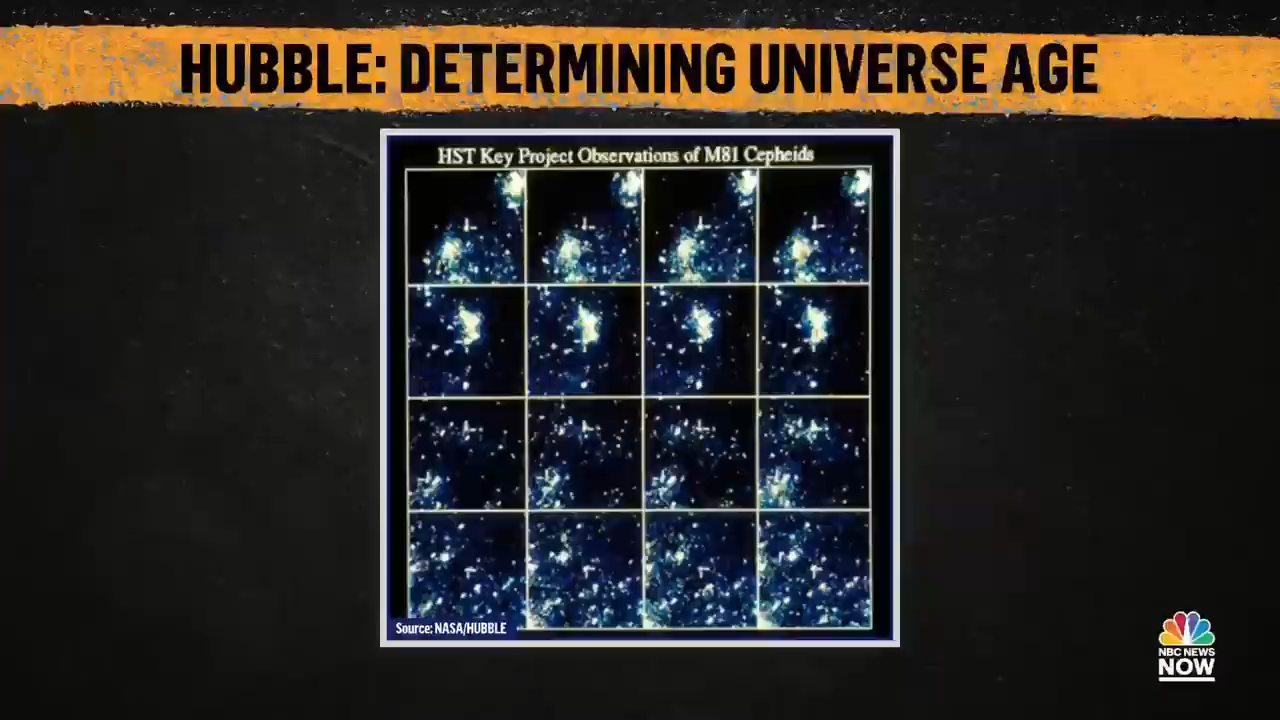 HUBBLE: DETERMINING UNIVERSE AGE
HST Key Project Observations of M81 Cepheids
Source: NASA/HUBBLE
NBC NEWS
NOW